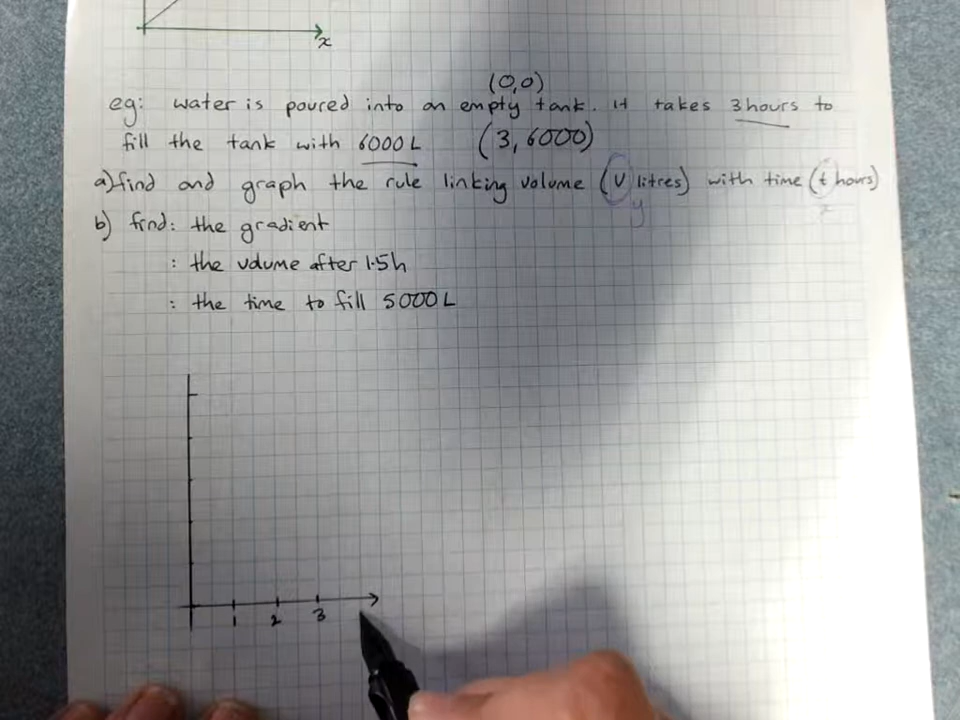 x
(0,0)
eg: water is poured into an empty tank. It takes 3 hours to
fill the tank with 6000 L (3, 6000)
a) find and graph the rule linking volume (V litres) with time (t hours)
y x
b) find: the gradient
: the volume after 1.5h
: the time to fill 5000 L
1 2 3